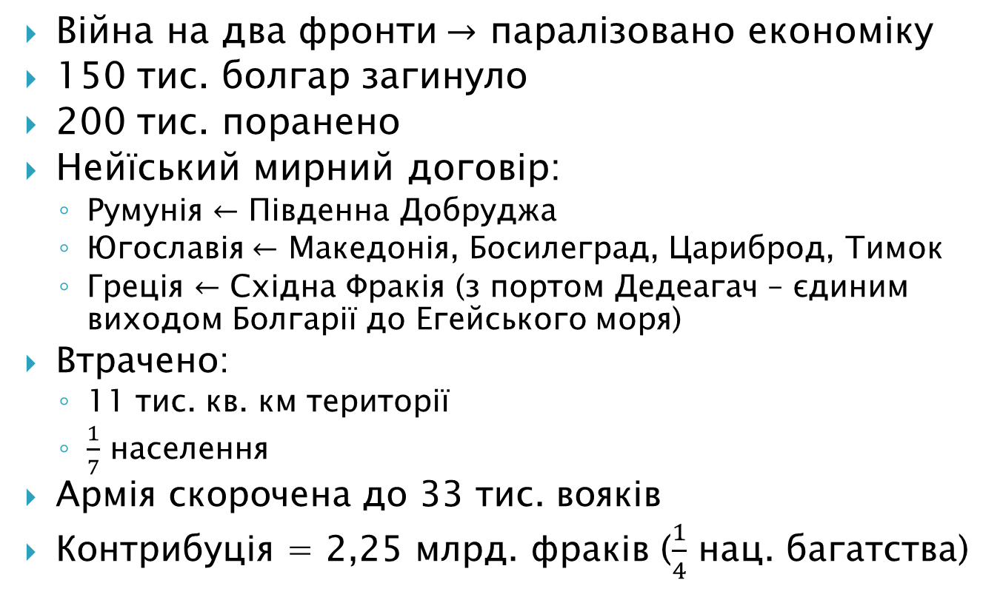 Війна на два фронти → паралізовано економіку
150 тис. болгар загинуло
200 тис. поранено
Нейїський мирний договір:
Румунія ← Південна Добруджа
Югославія ← Македонія, Босилеград, Цариброд, Тимок
Греція ← Східна Фракія (з портом Дедеагач – єдиним
виходом Болгарії до Егейського моря)
Втрачено:
11 тис. кв. км території
1/7 населення
Армія скорочена до 33 тис. вояків
Контрибуція = 2,25 млрд. фраків (1/4 нац. багатства)